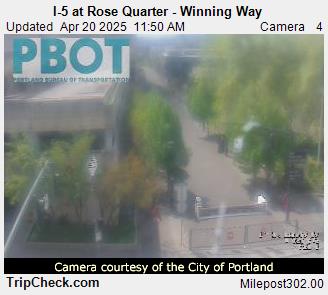 I-5 at Rose Quarter - Winning Way
Updated Apr 20 2025 11:50 AM Camera 4
PBOT
PORTLAND BUREAU OF TRANSPORTATION
Camera courtesy of the City of Portland
TripCheck.com Milepost302.00